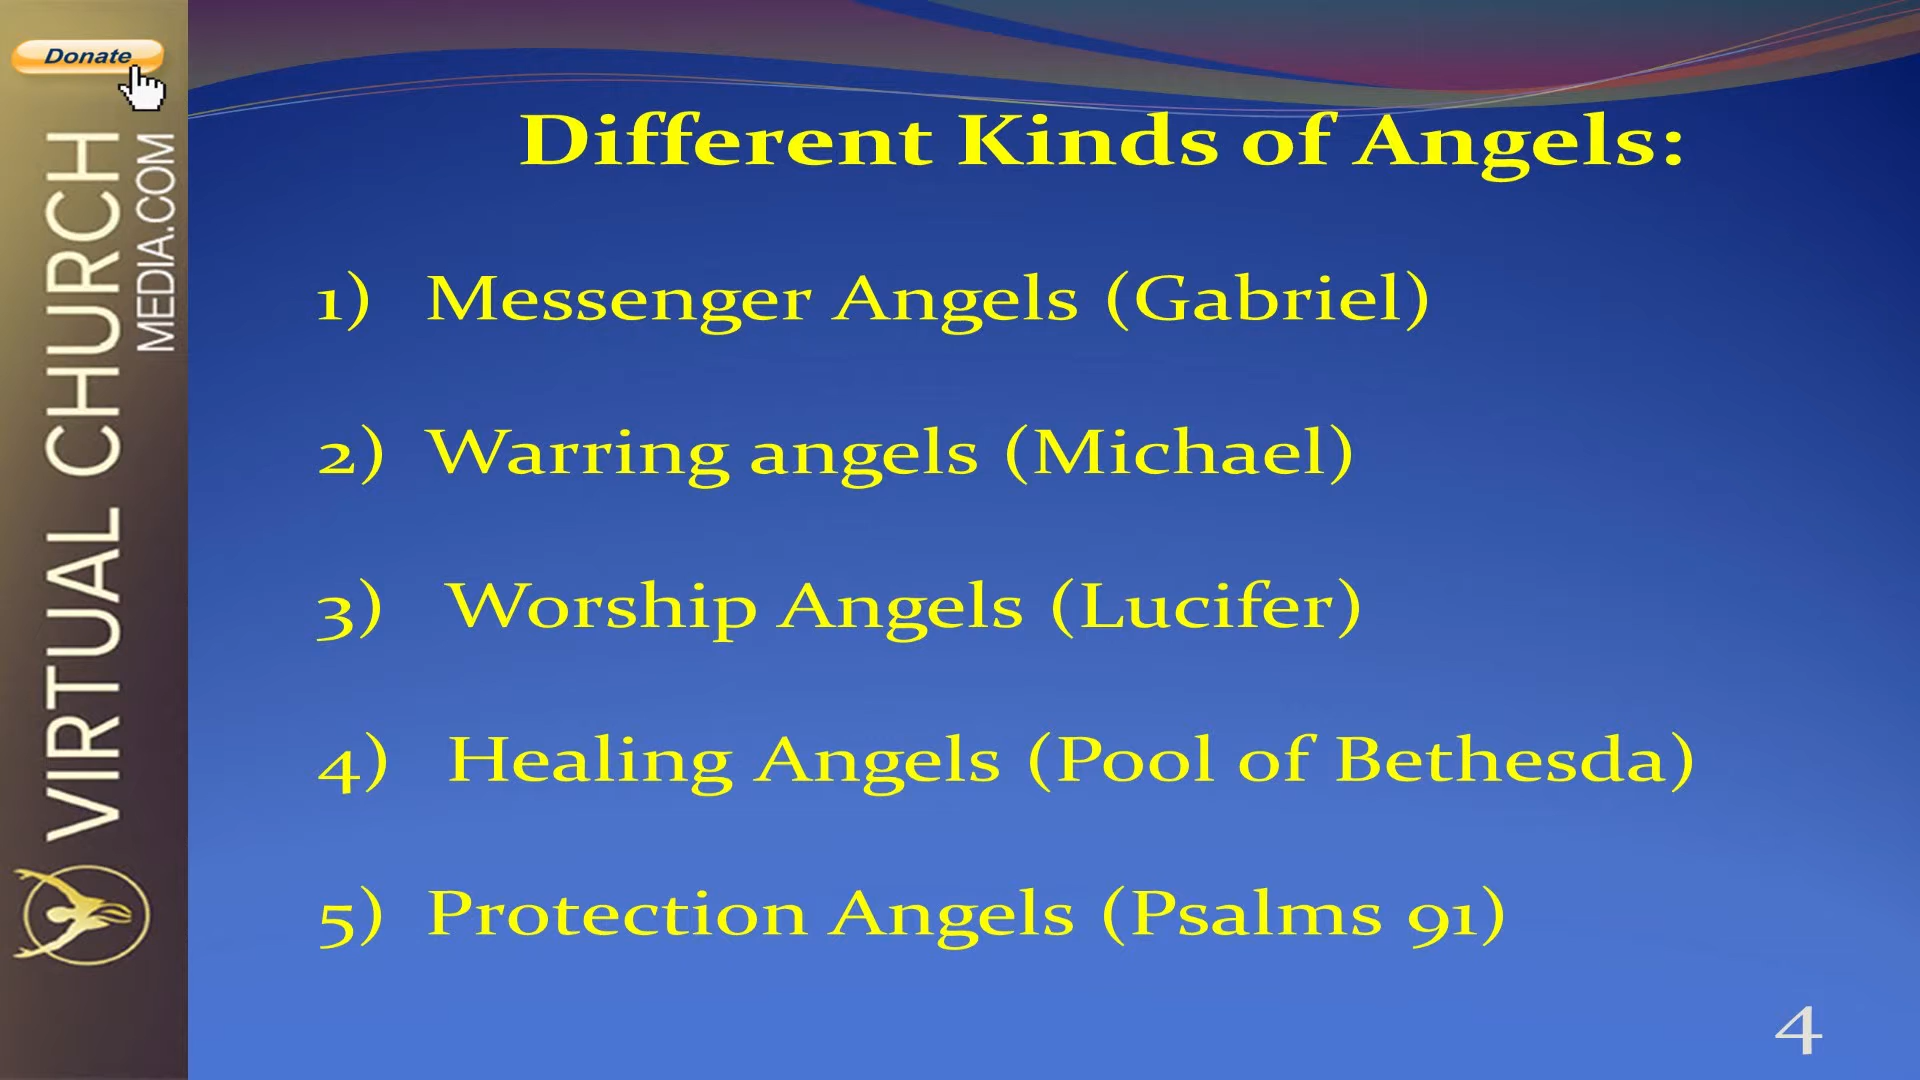 Donate
VIRTUAL CHURCH
MEDIA.COM
Different Kinds of Angels:
1) Messenger Angels (Gabriel)
2) Warring angels (Michael)
3) Worship Angels (Lucifer)
4) Healing Angels (Pool of Bethesda)
5) Protection Angels (Psalms 91)
4